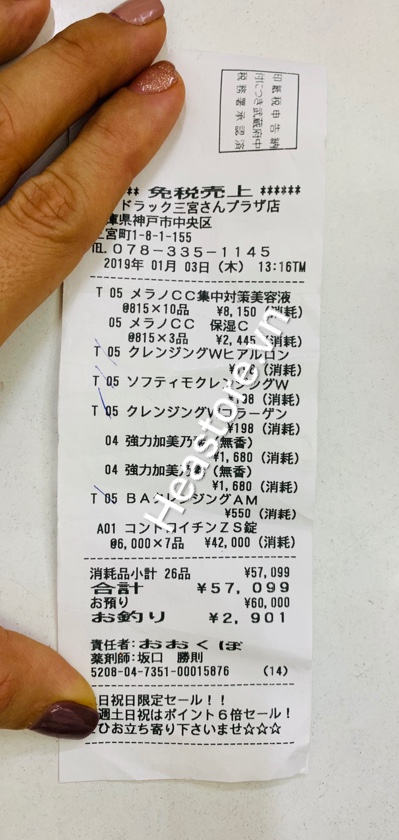 印紙税申告納
付につき武蔵府中
税務署承認済
** 免税売上 ******
ドラック三宮さんプラザ店
庫県神戸市中央区
三宮町1-8-1-155
TEL 078-335-1145
2019年 01月 03日(木) 13:16TM
T 05 メラノCC集中対策美容液
@815×10品 ¥8,150 (消耗)
05 メラノCC 保湿C
@815×3品 ¥2,445 (消耗)
T 05 クレンジングWヒアルロン
(消耗)
T 05 ソフティモクレンジングW
(消耗)
T 05 クレンジングWコラーゲン
¥198 (消耗)
04 強力加美乃素 (無香)
¥1,680 (消耗)
04 強力加美乃素 (無香)
¥1,680 (消耗)
T 05 BAクレンジングAM
¥550 (消耗)
A01 コンドロイチンZS錠
@6,000×7品 ¥42,000 (消耗)
消耗品小計 26品 ¥57,099
合計 ¥57,099
お預り ¥60,000
お釣り ¥2,901
責任者:おおくぼ
薬剤師:坂口 勝則
5208-04-7351-00015876 (14)
日祝日限定セール!!
週土日祝はポイント6倍セール!
ひお立ち寄り下さいませ☆☆☆
Heastore.vn